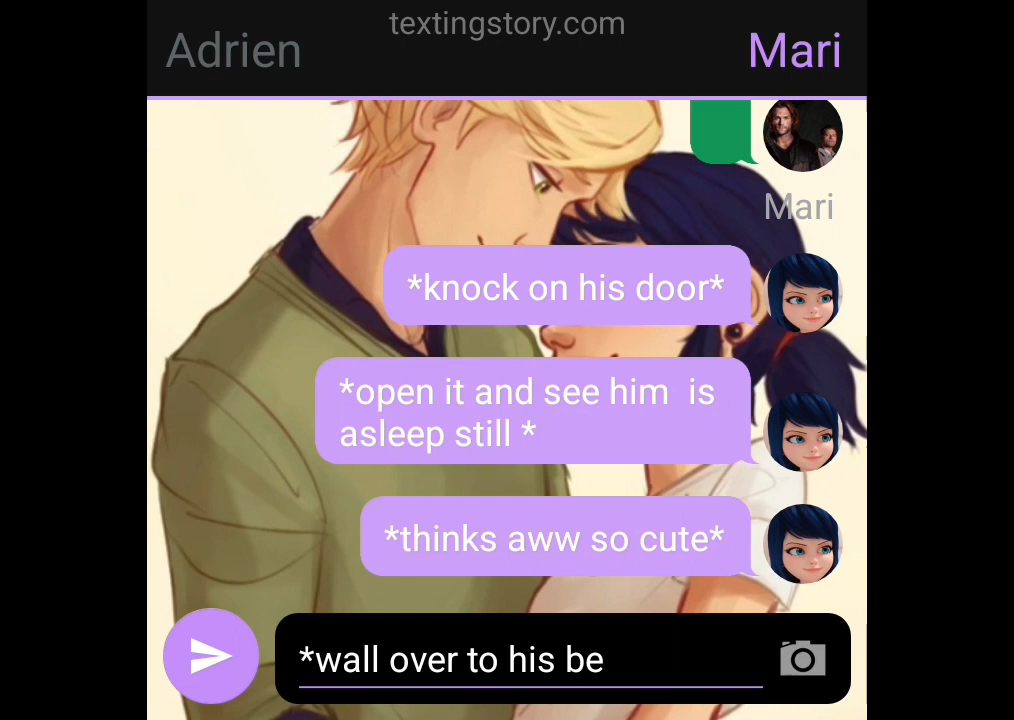 textingstory.com
Adrien
Mari
Mari
*knock on his door*
*open it and see him  is
asleep still *
*thinks aww so cute*
*wall over to his be